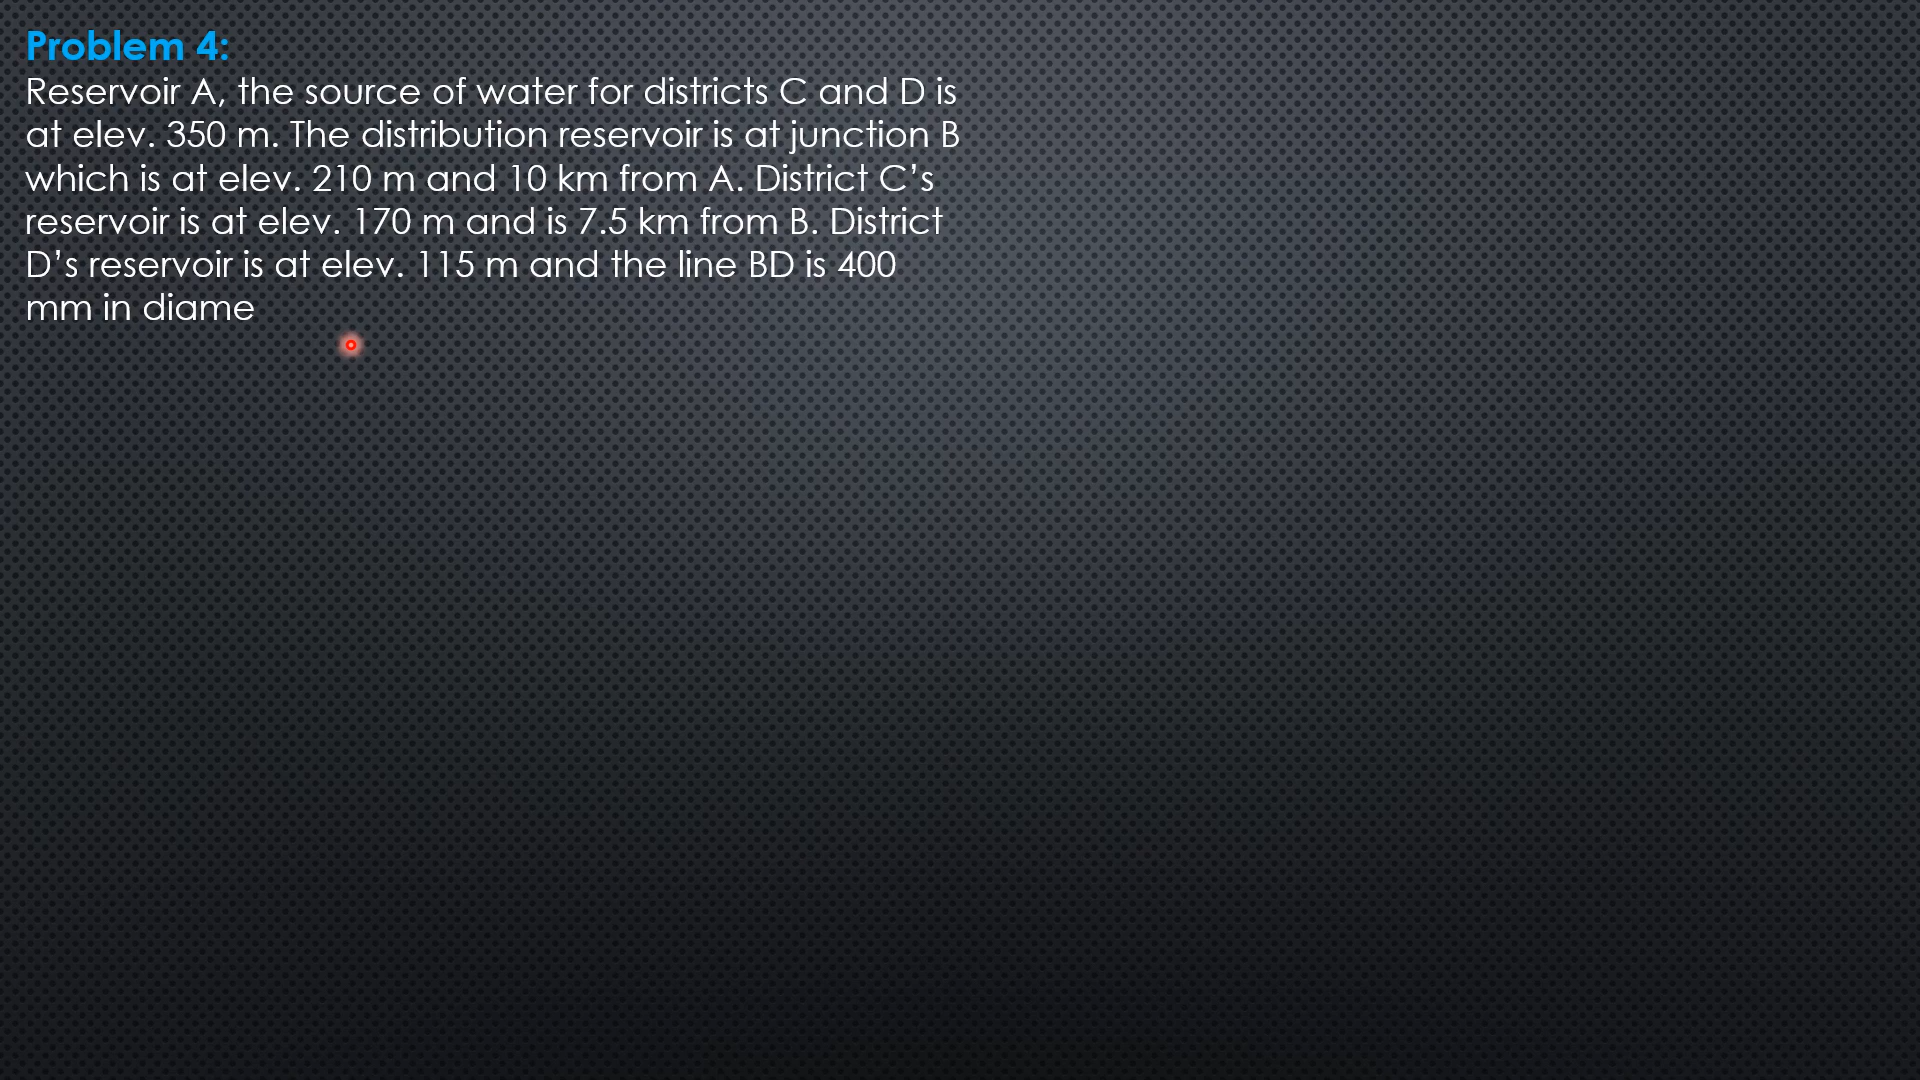 Problem 4:
Reservoir A, the source of water for districts C and D is
at elev. 350 m. The distribution reservoir is at junction B
which is at elev. 210 m and 10 km from A. District C’s
reservoir is at elev. 170 m and is 7.5 km from B. District
D’s reservoir is at elev. 115 m and the line BD is 400
mm in diame